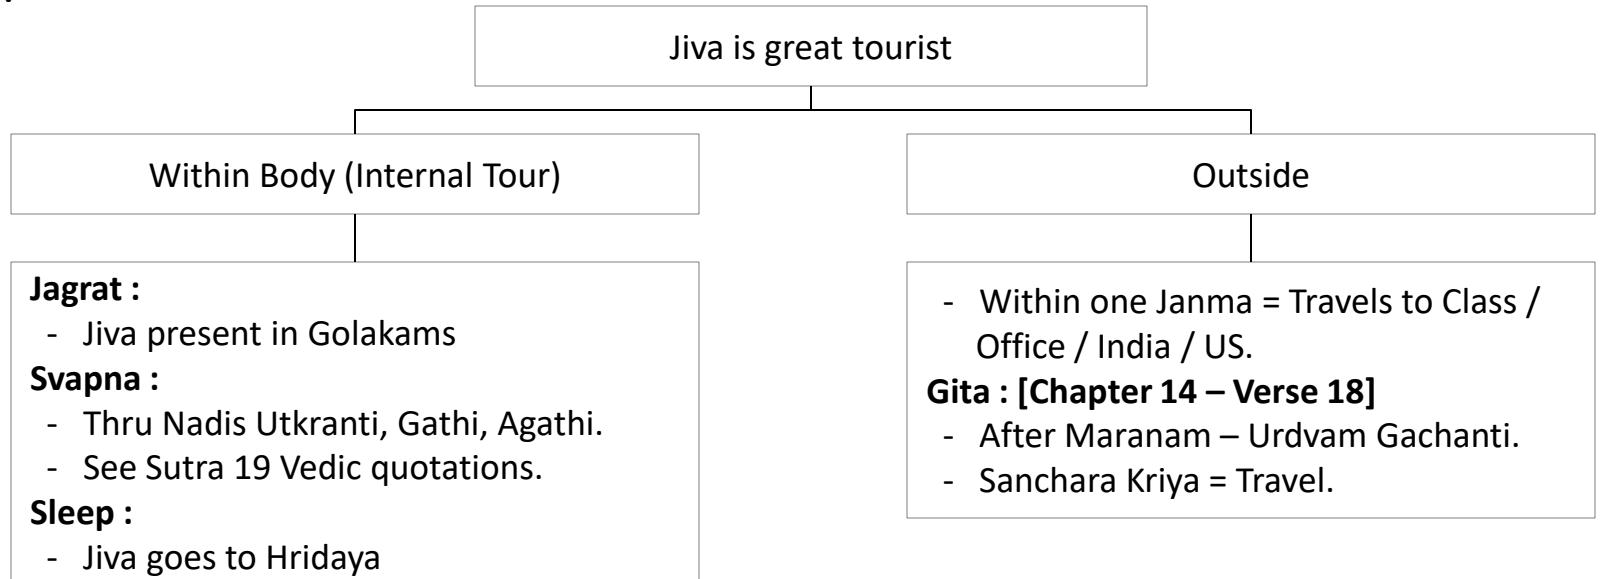 Jiva is great tourist
Within Body (Internal Tour)
Outside
Jagrat :
- Jiva present in Golakams
Svapna :
- Thru Nadis Utkranti, Gathi, Agathi.
- See Sutra 19 Vedic quotations.
Sleep :
- Jiva goes to Hridaya
- Within one Janma = Travels to Class /
Office / India / US.
Gita : [Chapter 14 – Verse 18]
- After Maranam – Urdvam Gachanti.
- Sanchara Kriya = Travel.